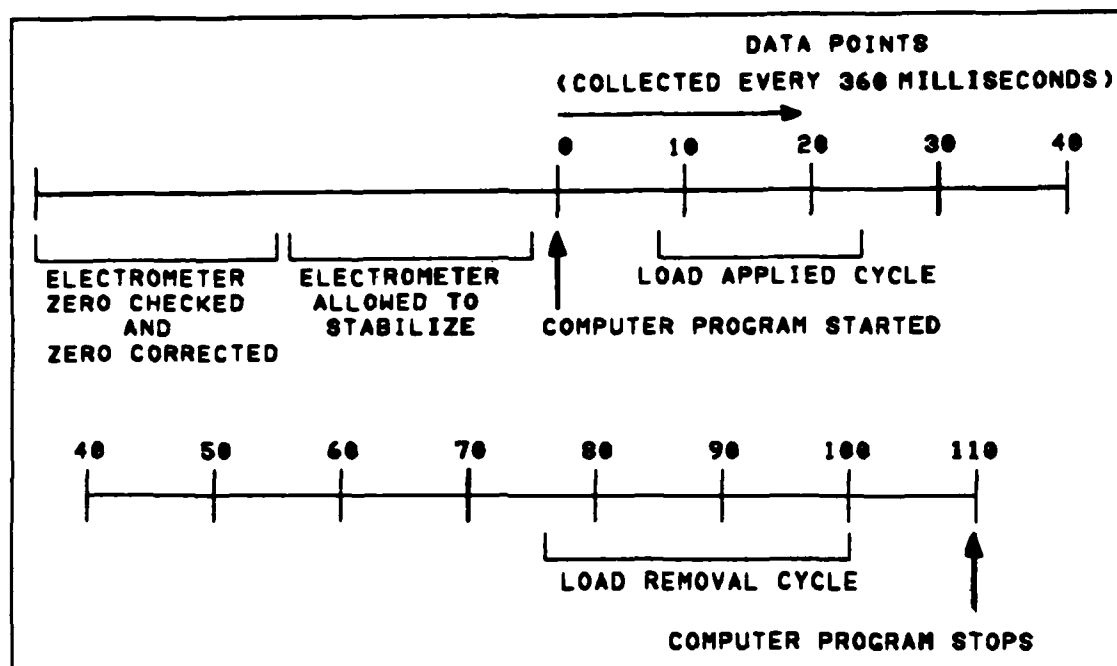 DATA POINTS
(COLLECTED EVERY 360 MILLISECONDS)
0 10 20 30 40
ELECTROMETER
ZERO CHECKED
AND
ZERO CORRECTED
ELECTROMETER
ALLOWED TO
STABILIZE
LOAD APPLIED CYCLE
COMPUTER PROGRAM STARTED
40 50 60 70 80 90 100 110
LOAD REMOVAL CYCLE
COMPUTER PROGRAM STOPS